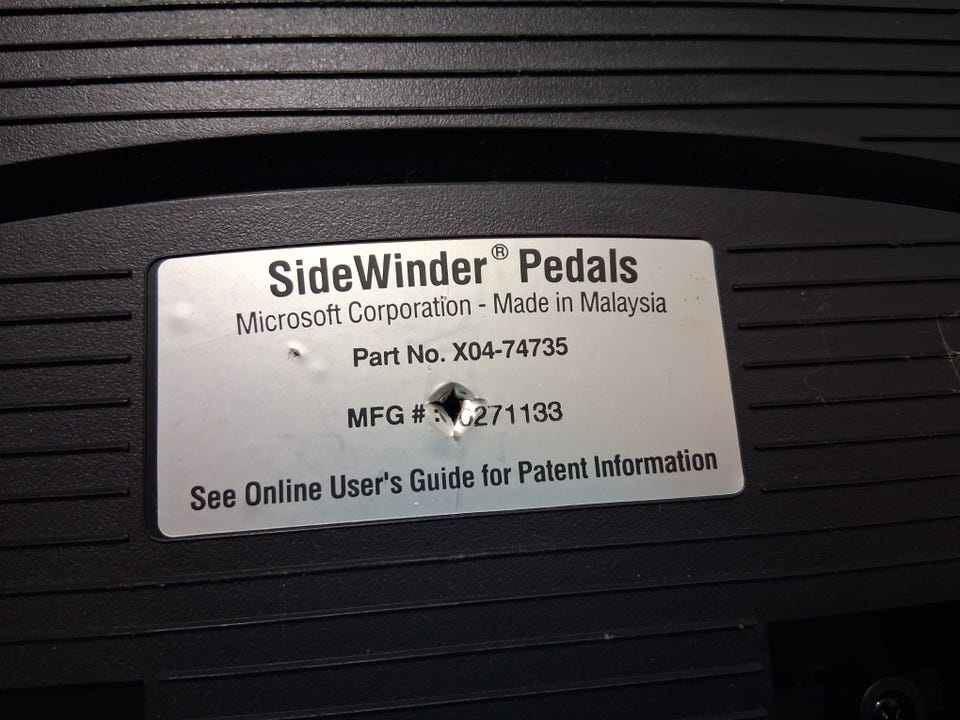 SideWinder® Pedals
Microsoft Corporation - Made in Malaysia
Part No. X04-74735
MFG # :
See Online User's Guide for Patent Information